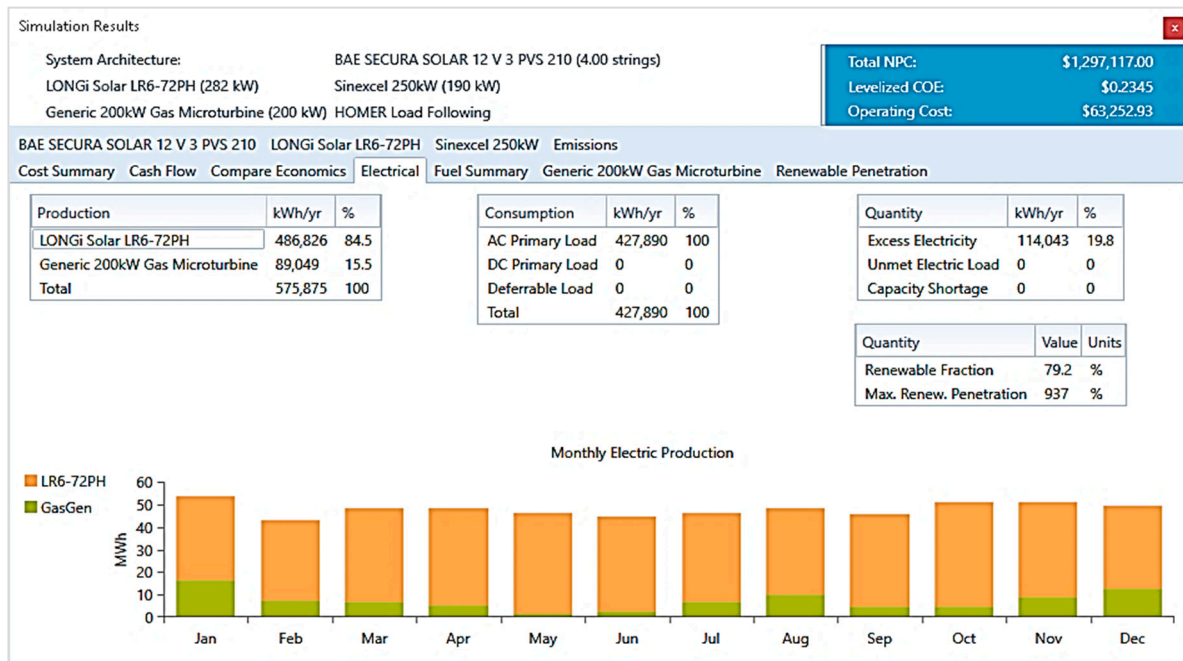 Simulation Results
x
System Architecture: BAE SECURA SOLAR 12 V 3 PVS 210 (4.00 strings)
LONGi Solar LR6-72PH (282 kW) Sinexcel 250kW (190 kW)
Generic 200kW Gas Microturbine (200 kW) HOMER Load Following
Total NPC: $1,297,117.00
Levelized COE: $0.2345
Operating Cost: $63,252.93
BAE SECURA SOLAR 12 V 3 PVS 210 LONGi Solar LR6-72PH Sinexcel 250kW Emissions
Cost Summary Cash Flow Compare Economics Electrical Fuel Summary Generic 200kW Gas Microturbine Renewable Penetration
Production kWh/yr %
LONGi Solar LR6-72PH 486,826 84.5
Generic 200kW Gas Microturbine 89,049 15.5
Total 575,875 100
Consumption kWh/yr %
AC Primary Load 427,890 100
DC Primary Load 0 0
Deferrable Load 0 0
Total 427,890 100
Quantity kWh/yr %
Excess Electricity 114,043 19.8
Unmet Electric Load 0 0
Capacity Shortage 0 0
Quantity Value Units
Renewable Fraction 79.2 %
Max. Renew. Penetration 937 %
Monthly Electric Production
LR6-72PH
GasGen
MWh
60
50
40
30
20
10
0
Jan Feb Mar Apr May Jun Jul Aug Sep Oct Nov Dec